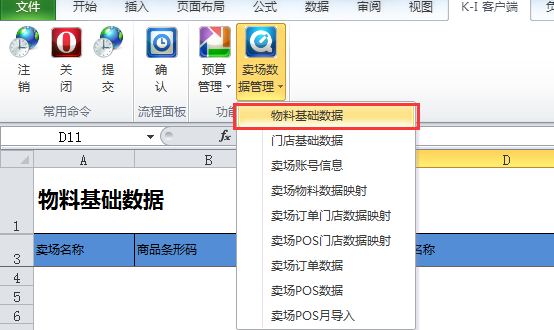 文件 开始 插入 页面布局 公式 数据 审阅 视图 K-I 客户端
注销 关闭 提交 确认 预算管理 卖场数据管理
常用命令 流程面板
D11 fx
物料基础数据
门店基础数据
卖场账号信息
卖场物料数据映射
卖场订单门店数据映射
卖场POS门店数据映射
卖场订单数据
卖场POS数据
卖场POS月导入
A B D
1 物料基础数据
3 卖场名称 商品条形码 名称
4
5
6